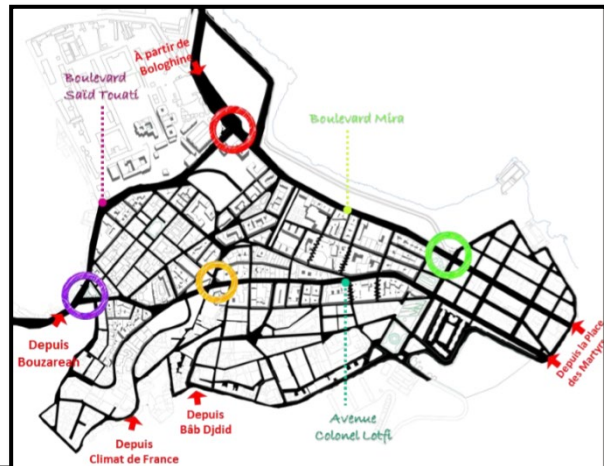 À partir de
Bologhine
Boulevard
Saïd Touati
Boulevard Mira
Depuis
Bouzareah
Depuis
Climat de France
Depuis
Bâb Djdid
Avenue
Colonel Lotfi
Depuis la Place
des Martyrs